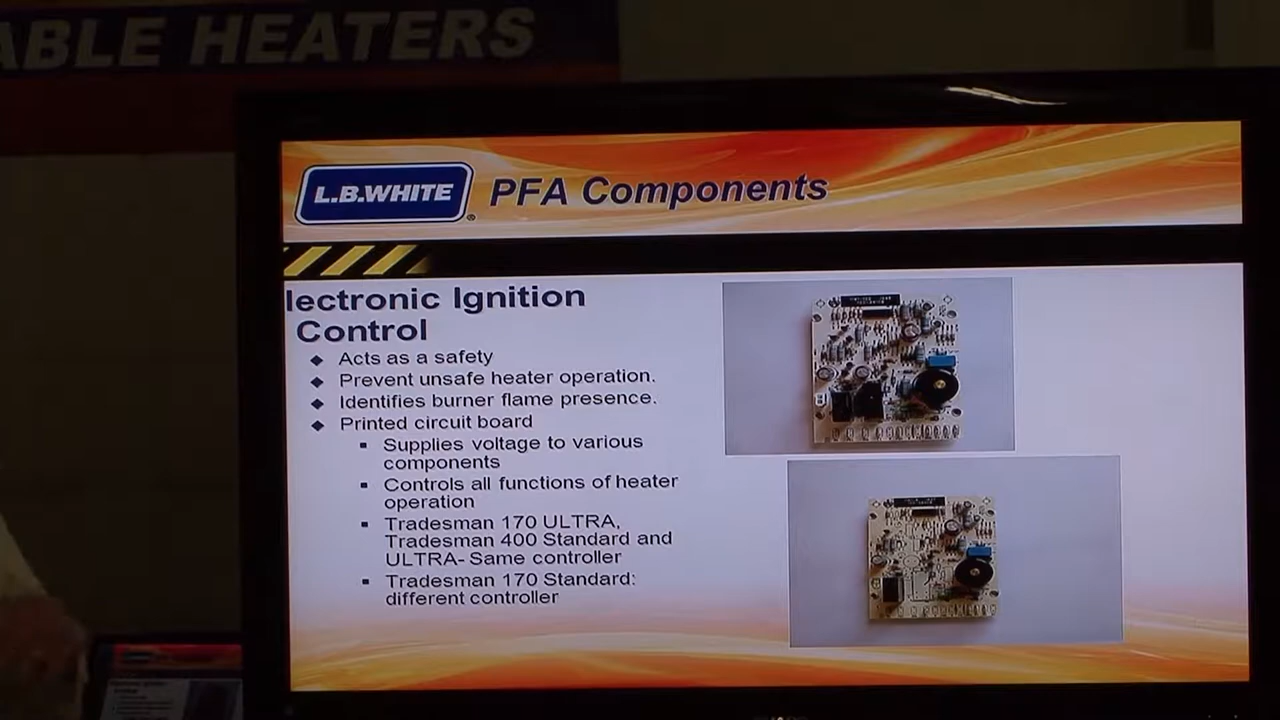 ABLE HEATERS
L.B.WHITE
®
PFA Components
lectronic Ignition
Control
Acts as a safety
Prevent unsafe heater operation.
Identifies burner flame presence.
Printed circuit board
Supplies voltage to various
components
Controls all functions of heater
operation
Tradesman 170 ULTRA,
Tradesman 400 Standard and
ULTRA- Same controller
Tradesman 170 Standard:
different controller